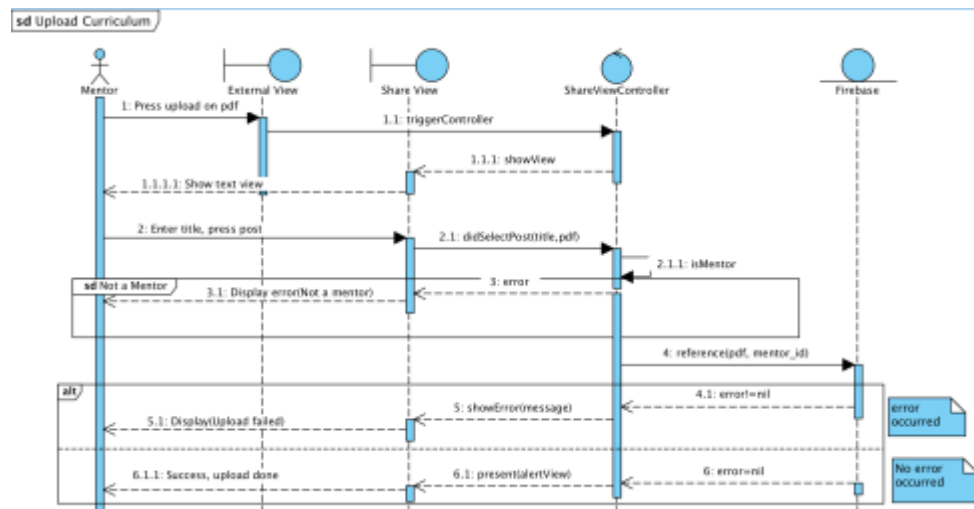 sd Upload Curriculum
Mentor
External View
Share View
ShareViewController
Firebase
1: Press upload on pdf
1.1: triggerController
1.1.1: showView
1.1.1.1: Show text view
2: Enter title, press post
2.1: didSelectPost(title,pdf)
2.1.1: isMentor
sd Not a Mentor
3: error
3.1: Display error(Not a mentor)
4: reference(pdf, mentor_id)
alt
4.1: error!=nil
5: showError(message)
5.1: Display(Upload failed)
error
occurred
6: error=nil
6.1: present(alertView)
6.1.1: Success, upload done
No error
occurred